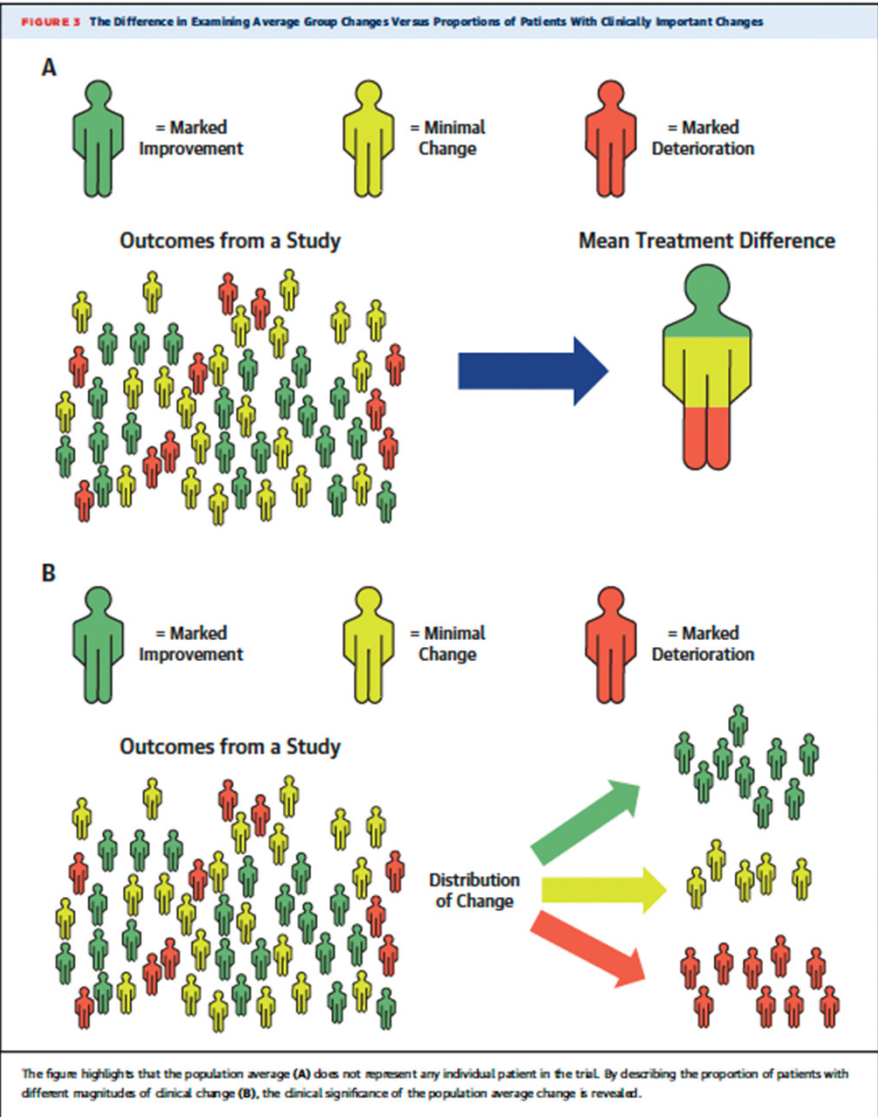 FIGURE 3 The Difference in Examining Average Group Changes Versus Proportions of Patients With Clinically Important Changes
A
= Marked
Improvement
= Minimal
Change
= Marked
Deterioration
Outcomes from a Study
Mean Treatment Difference
B
= Marked
Improvement
= Minimal
Change
= Marked
Deterioration
Outcomes from a Study
Distribution
of Change
The figure highlights that the population average (A) does not represent any individual patient in the trial. By describing the proportion of patients with
different magnitudes of clinical change (B), the clinical significance of the population average change is revealed.